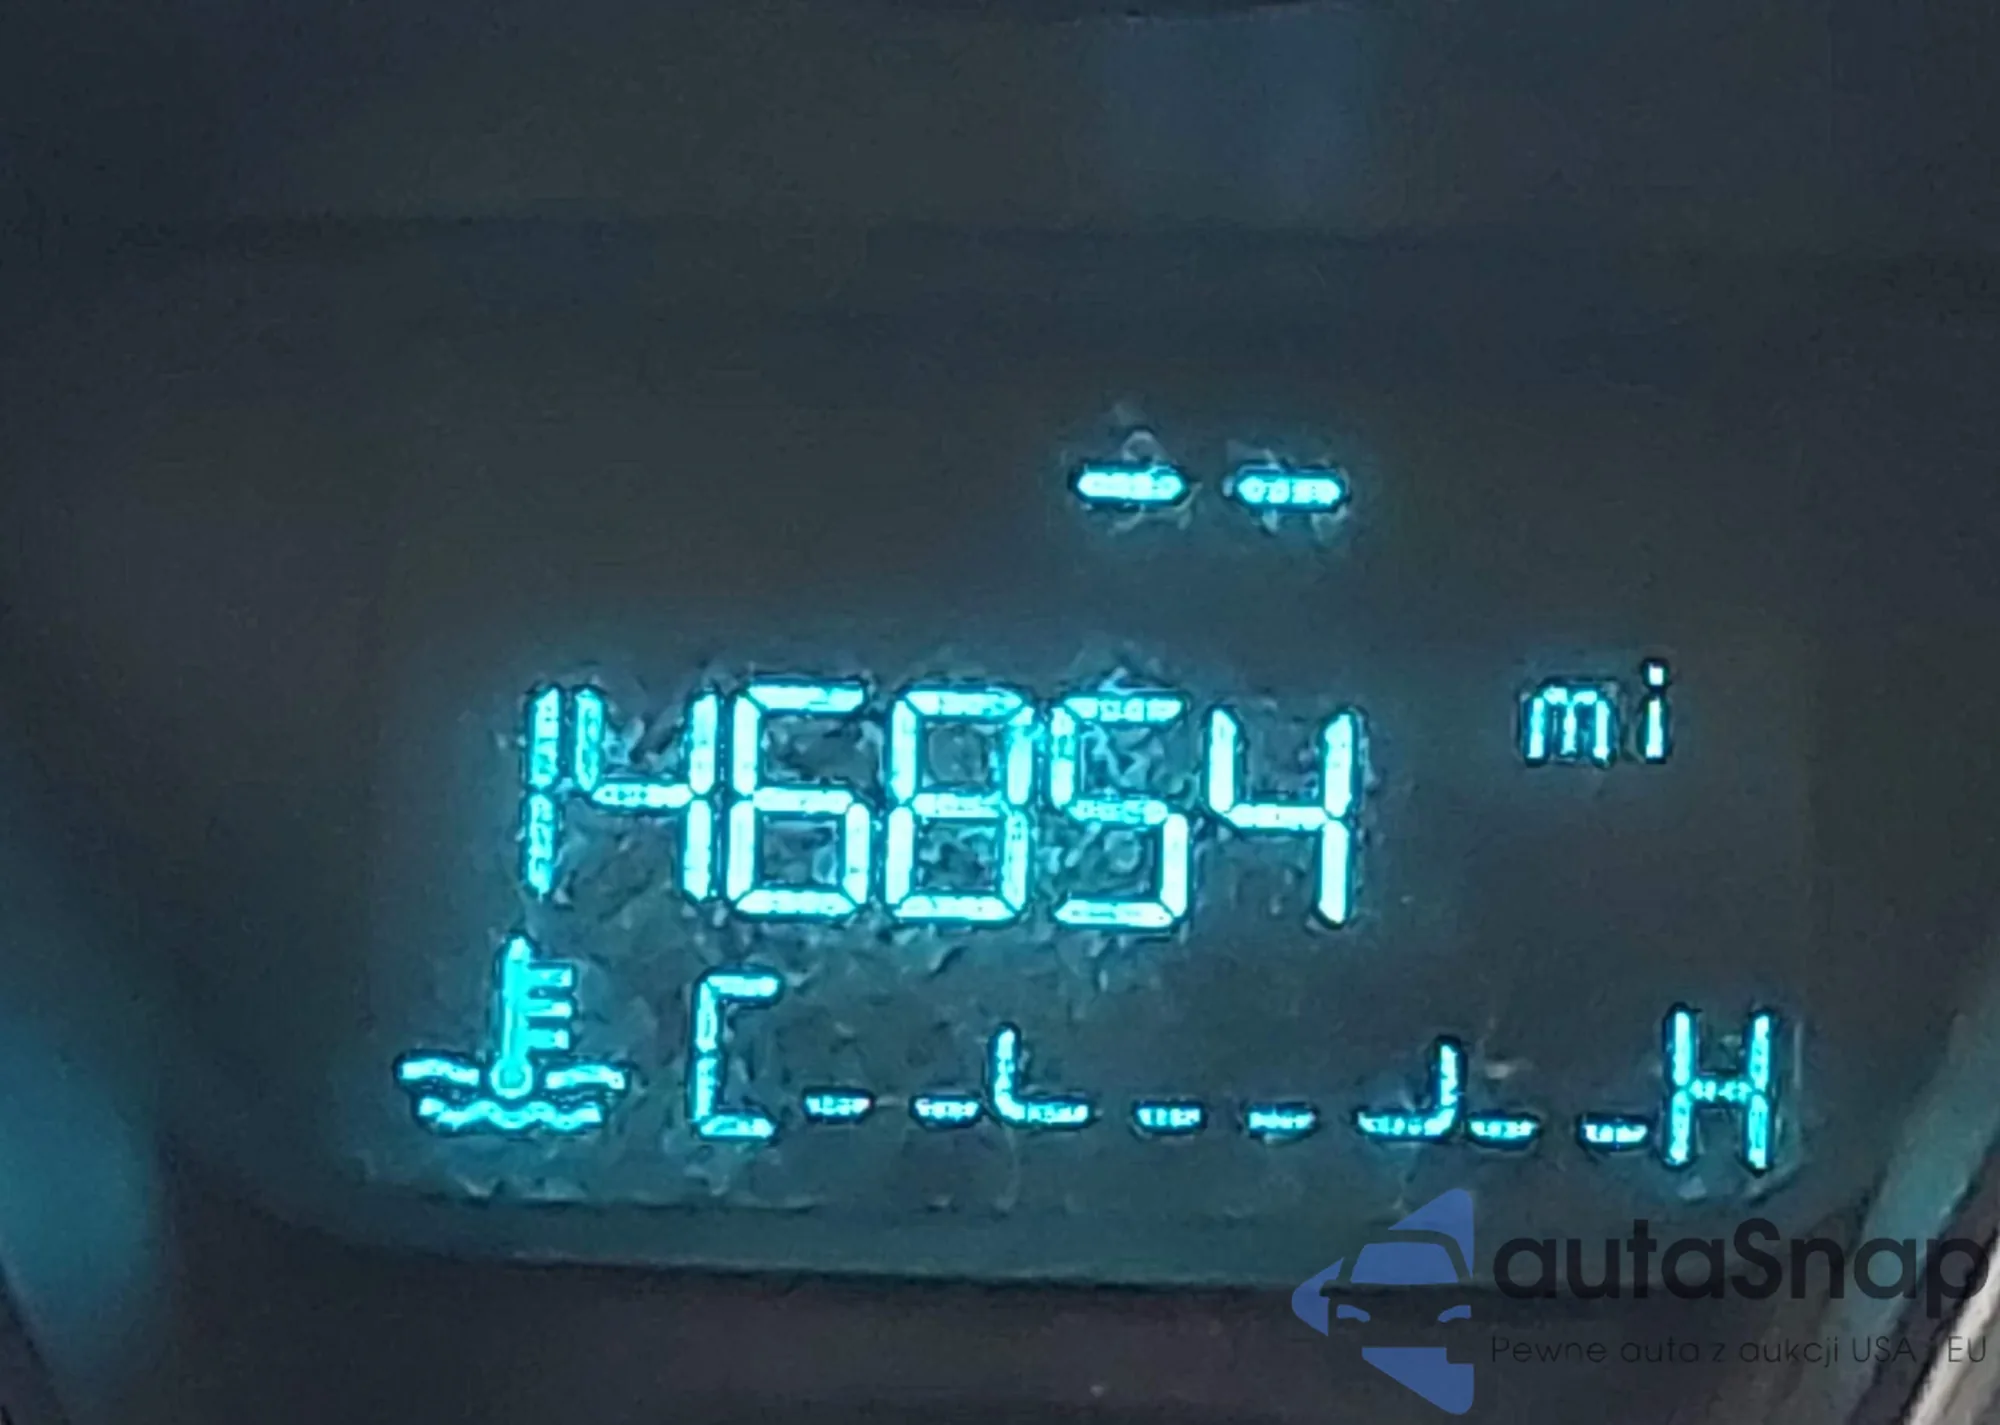 --
146854 mi
C H
autaSnap
Pewne auta z aukcji USA i EU